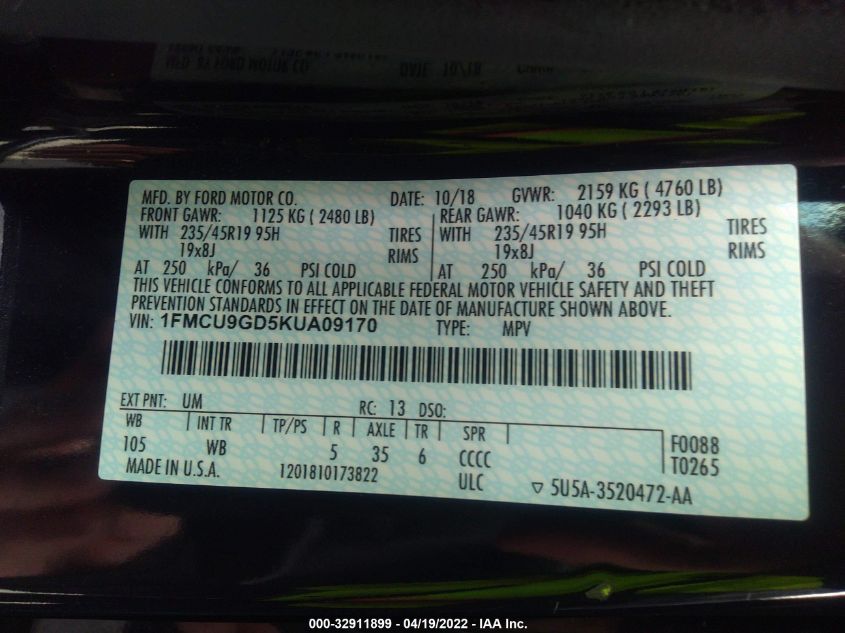 MFD. BY FORD MOTOR CO. DATE: 10/18 GVWR: 2159 KG ( 4760 LB)
FRONT GAWR: 1125 KG ( 2480 LB) REAR GAWR: 1040 KG ( 2293 LB)
WITH 235/45R19 95H TIRES WITH 235/45R19 95H TIRES
19x8J RIMS 19x8J RIMS
AT 250 kPa/ 36 PSI COLD AT 250 kPa/ 36 PSI COLD
THIS VEHICLE CONFORMS TO ALL APPLICABLE FEDERAL MOTOR VEHICLE SAFETY AND THEFT
PREVENTION STANDARDS IN EFFECT ON THE DATE OF MANUFACTURE SHOWN ABOVE.
VIN: 1FMCU9GD5KUA09170 TYPE: MPV
EXT PNT: UM RC: 13 DSO:
WB INT TR TP/PS R AXLE TR SPR F0088
105 WB 5 35 6 CCCC T0265
MADE IN U.S.A. 1201810173822 ULC ▽ 5U5A-3520472-AA
000-32911899 - 04/19/2022 - IAA Inc.